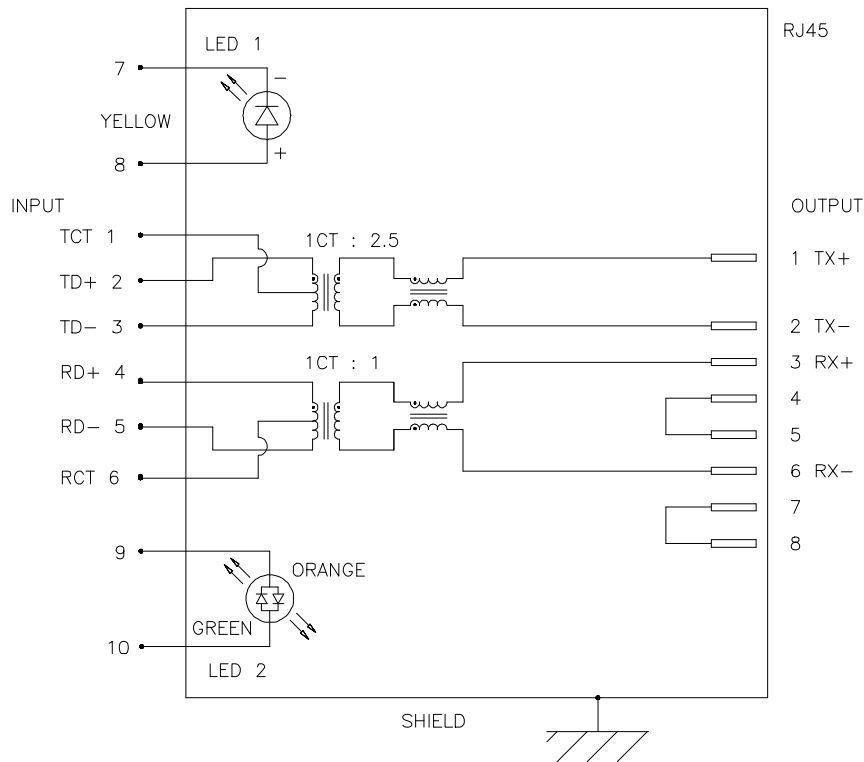 RJ45
LED 1
7
−
YELLOW
+
8
INPUT
OUTPUT
TCT 1
1CT : 2.5
1 TX+
TD+ 2
TD− 3
2 TX−
1CT : 1
3 RX+
RD+ 4
4
RD− 5
5
RCT 6
6 RX−
7
8
9
ORANGE
GREEN
10
LED 2
SHIELD